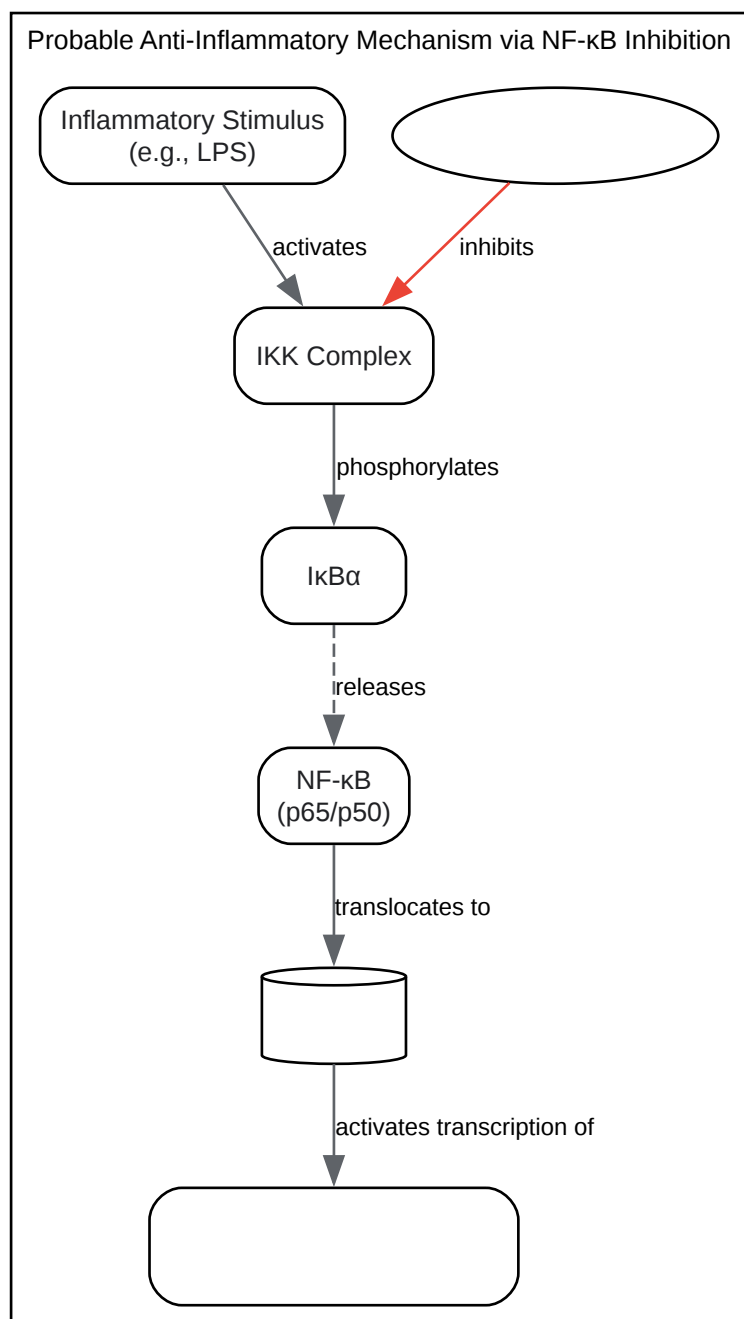 Probable Anti-Inflammatory Mechanism via NF-κB Inhibition
Inflammatory Stimulus
(e.g., LPS)
activates
inhibits
IKK Complex
phosphorylates
IκBα
releases
NF-κB
(p65/p50)
translocates to
activates transcription of